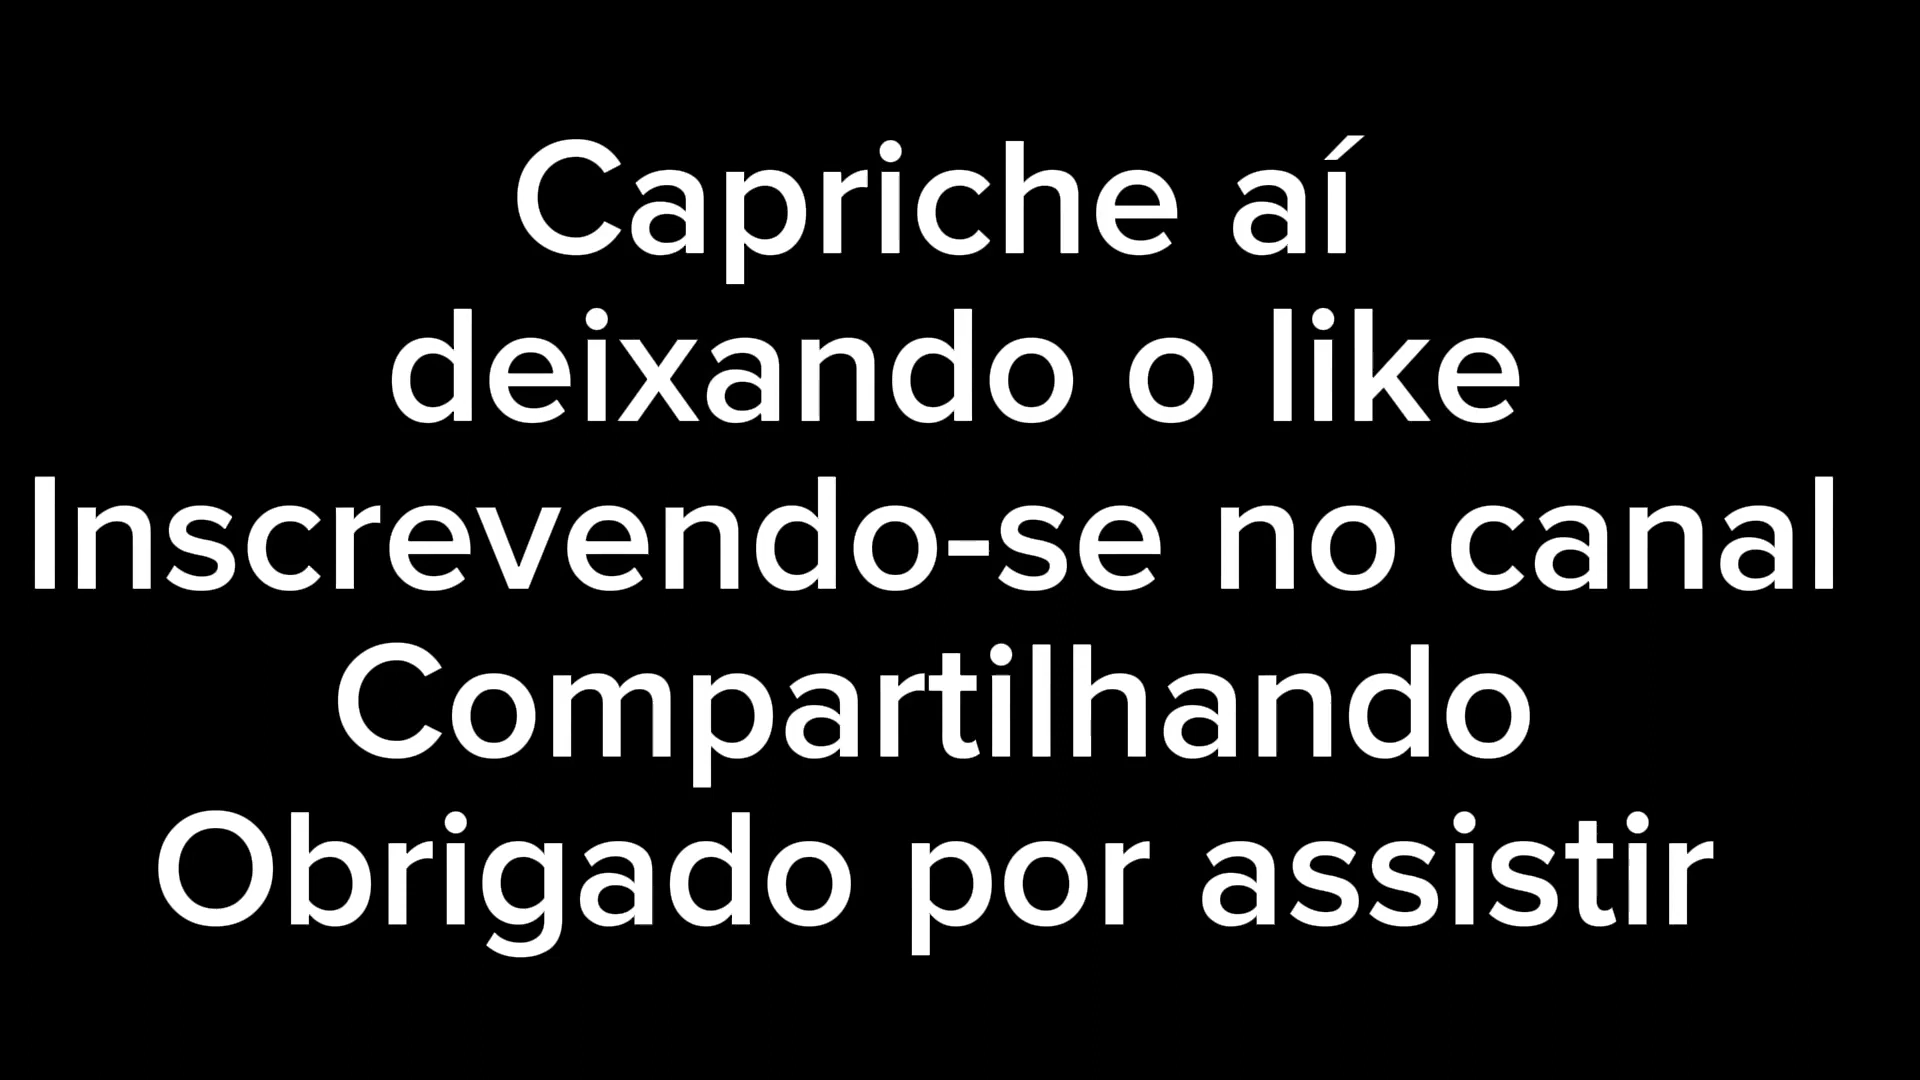 Capriche aí
deixando o like
Inscrevendo-se no canal
Compartilhando
Obrigado por assistir